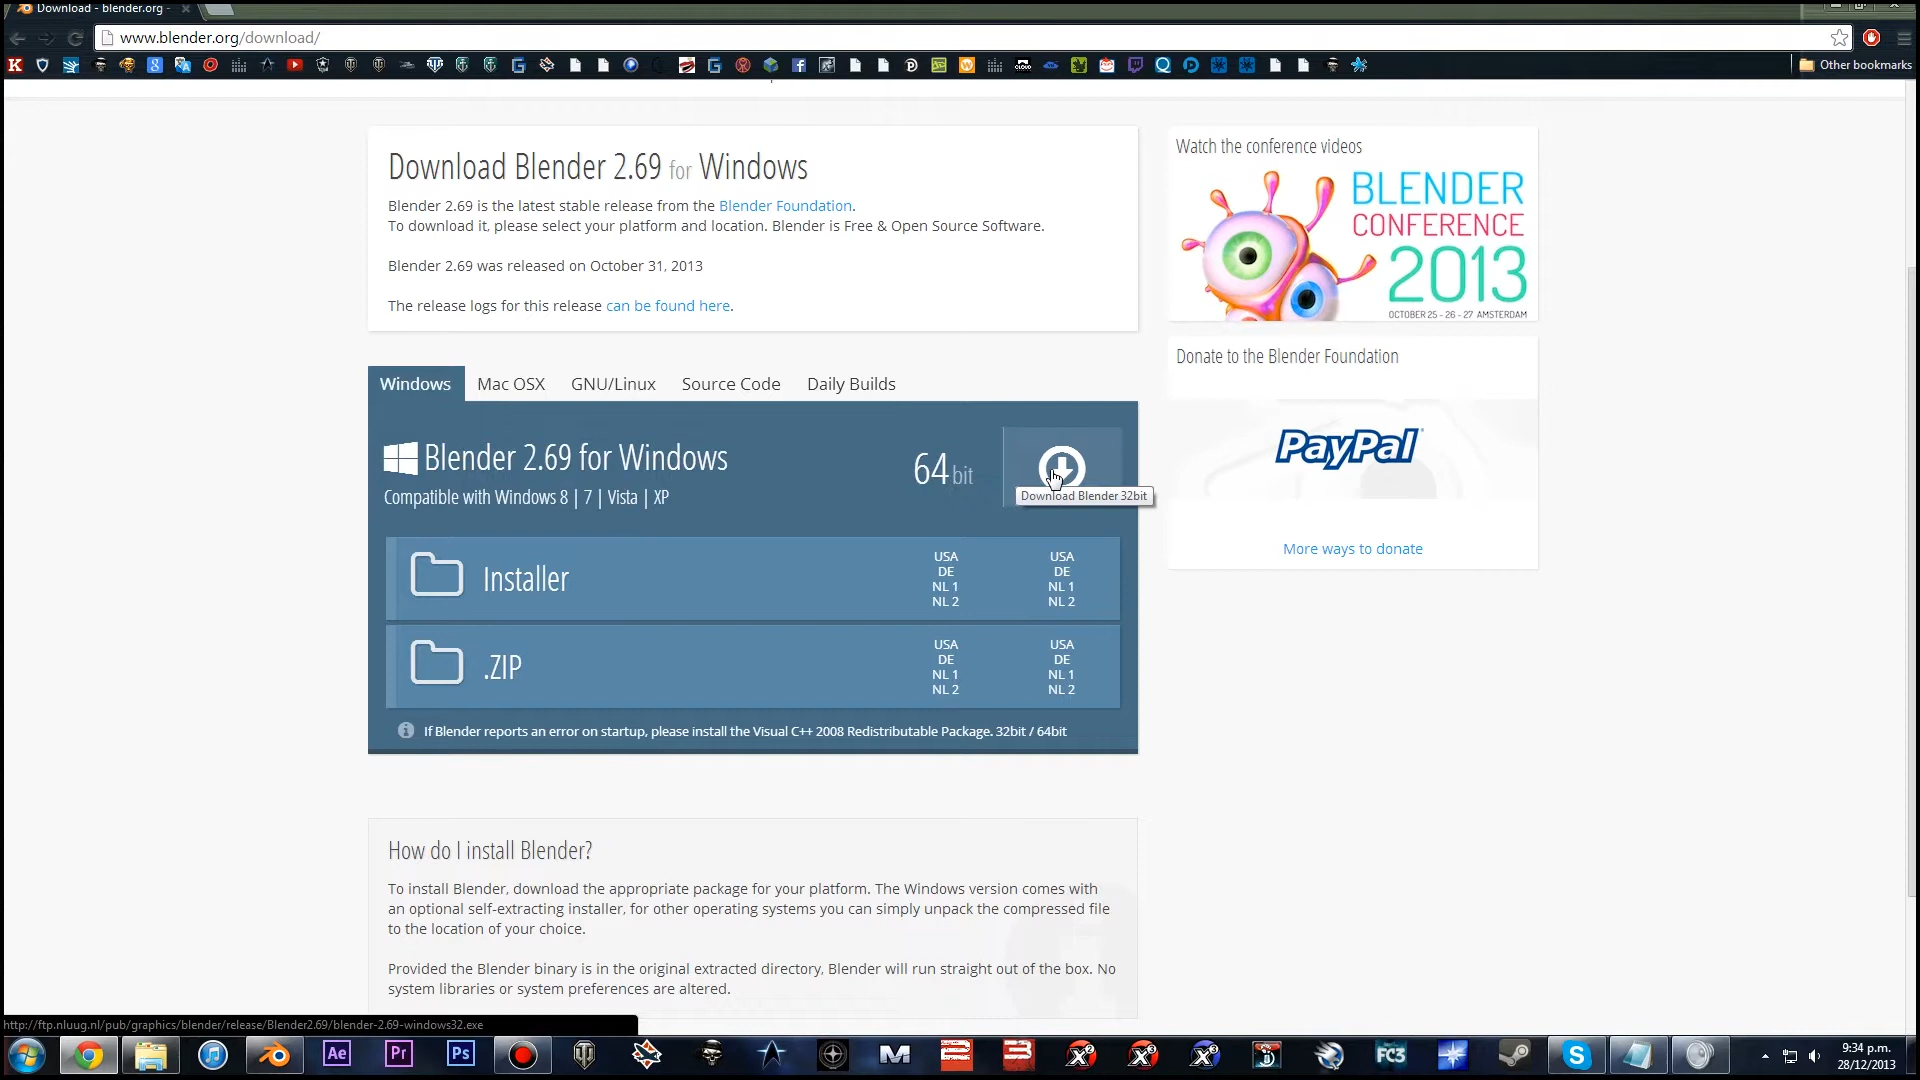 Download - blender.org -
www.blender.org/download/
Other bookmarks
Download Blender 2.69 for Windows
Blender 2.69 is the latest stable release from the Blender Foundation.
To download it, please select your platform and location. Blender is Free & Open Source Software.
Blender 2.69 was released on October 31, 2013
The release logs for this release can be found here.
Watch the conference videos
BLENDER
CONFERENCE
2013
OCTOBER 25 - 26 - 27 AMSTERDAM
Donate to the Blender Foundation
PayPal
More ways to donate
Windows Mac OSX GNU/Linux Source Code Daily Builds
Blender 2.69 for Windows
Compatible with Windows 8 | 7 | Vista | XP
64 bit
Download Blender 32bit
Installer
USA USA
DE DE
NL 1 NL 1
NL 2 NL 2
.ZIP
USA USA
DE DE
NL 1 NL 1
NL 2 NL 2
If Blender reports an error on startup, please install the Visual C++ 2008 Redistributable Package. 32bit / 64bit
How do I install Blender?
To install Blender, download the appropriate package for your platform. The Windows version comes with
an optional self-extracting installer, for other operating systems you can simply unpack the compressed file
to the location of your choice.
Provided the Blender binary is in the original extracted directory, Blender will run straight out of the box. No
system libraries or system preferences are altered.
http://ftp.nluug.nl/pub/graphics/blender/release/Blender2.69/blender-2.69-windows32.exe
Ae Pr Ps
FC3
9:34 p.m.
28/12/2013